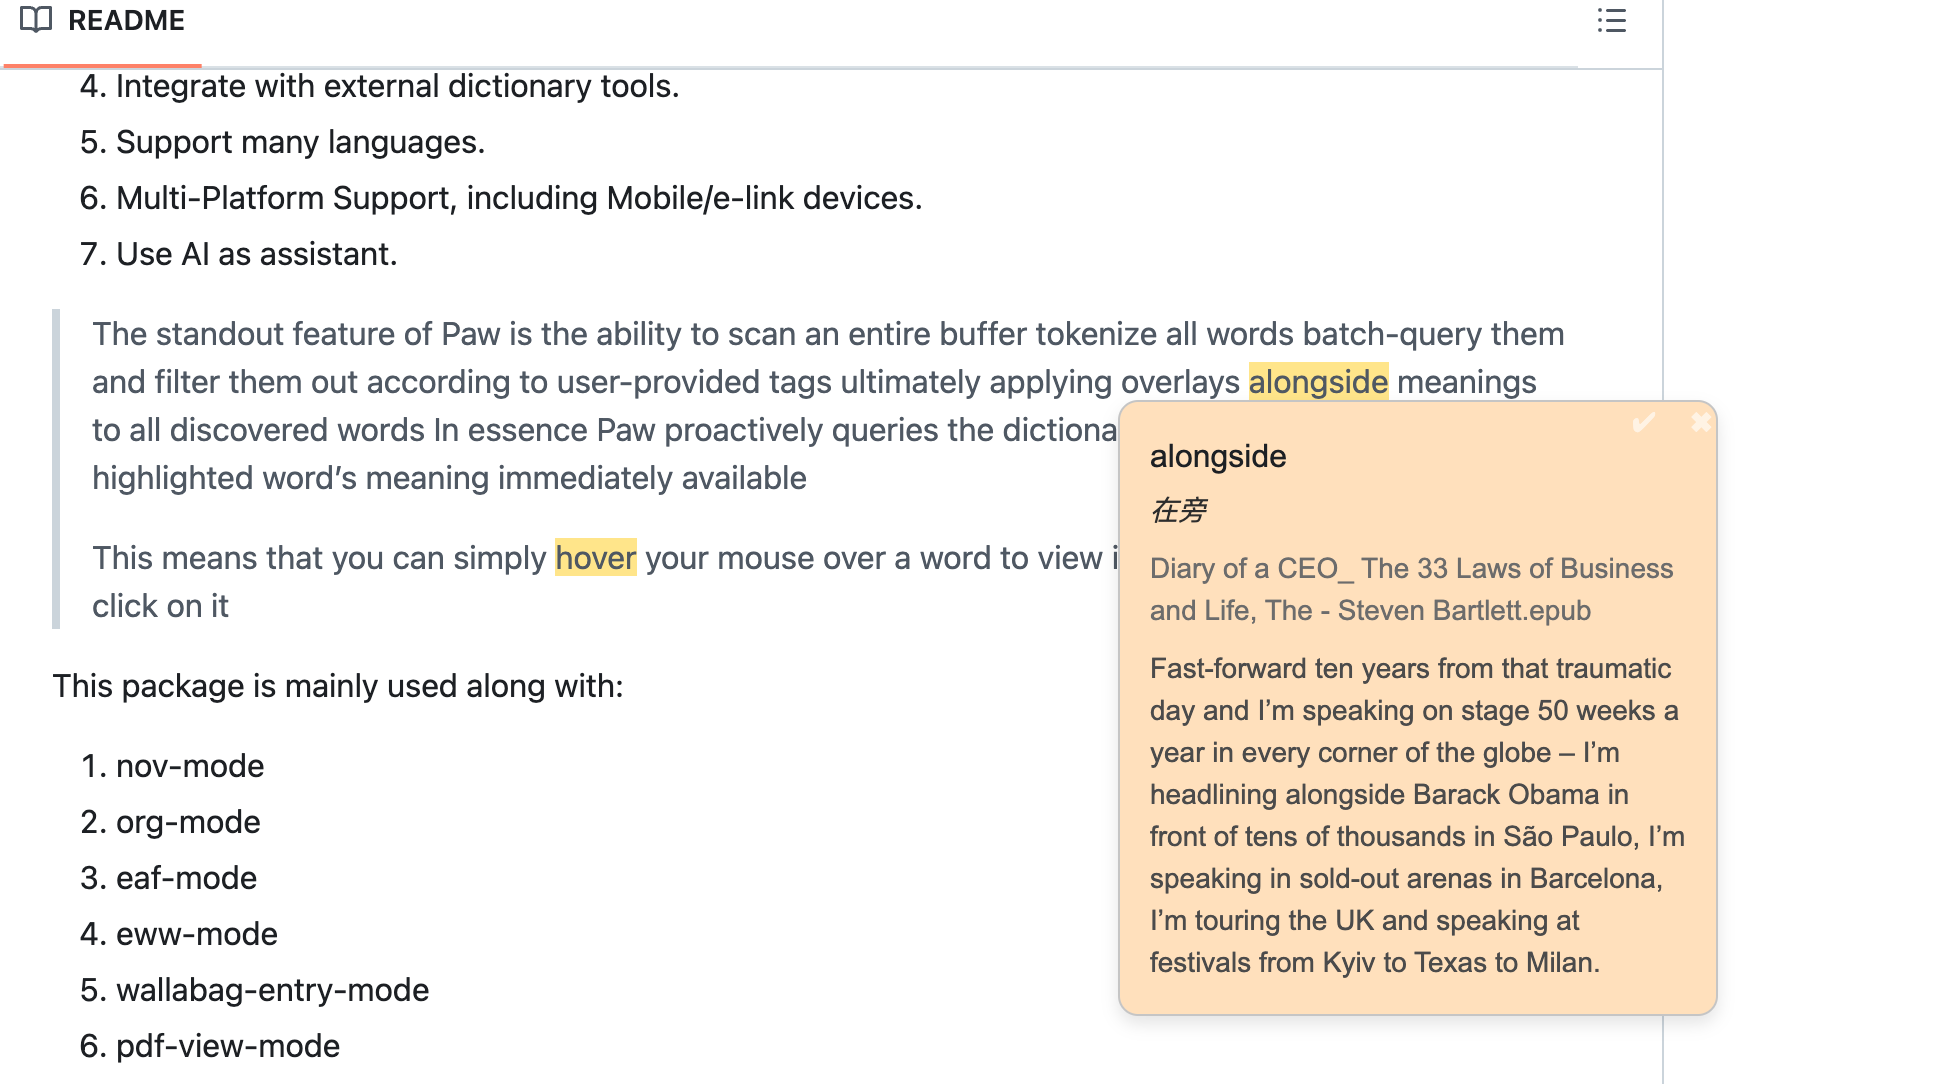 README
4. Integrate with external dictionary tools.
5. Support many languages.
6. Multi-Platform Support, including Mobile/e-link devices.
7. Use AI as assistant.
The standout feature of Paw is the ability to scan an entire buffer tokenize all words batch-query them
and filter them out according to user-provided tags ultimately applying overlays alongside meanings
to all discovered words In essence Paw proactively queries the dictiona
highlighted word’s meaning immediately available
This means that you can simply hover your mouse over a word to view i
click on it
This package is mainly used along with:
1. nov-mode
2. org-mode
3. eaf-mode
4. eww-mode
5. wallabag-entry-mode
6. pdf-view-mode
alongside
在旁
Diary of a CEO_ The 33 Laws of Business
and Life, The - Steven Bartlett.epub
Fast-forward ten years from that traumatic
day and I’m speaking on stage 50 weeks a
year in every corner of the globe – I’m
headlining alongside Barack Obama in
front of tens of thousands in São Paulo, I’m
speaking in sold-out arenas in Barcelona,
I’m touring the UK and speaking at
festivals from Kyiv to Texas to Milan.